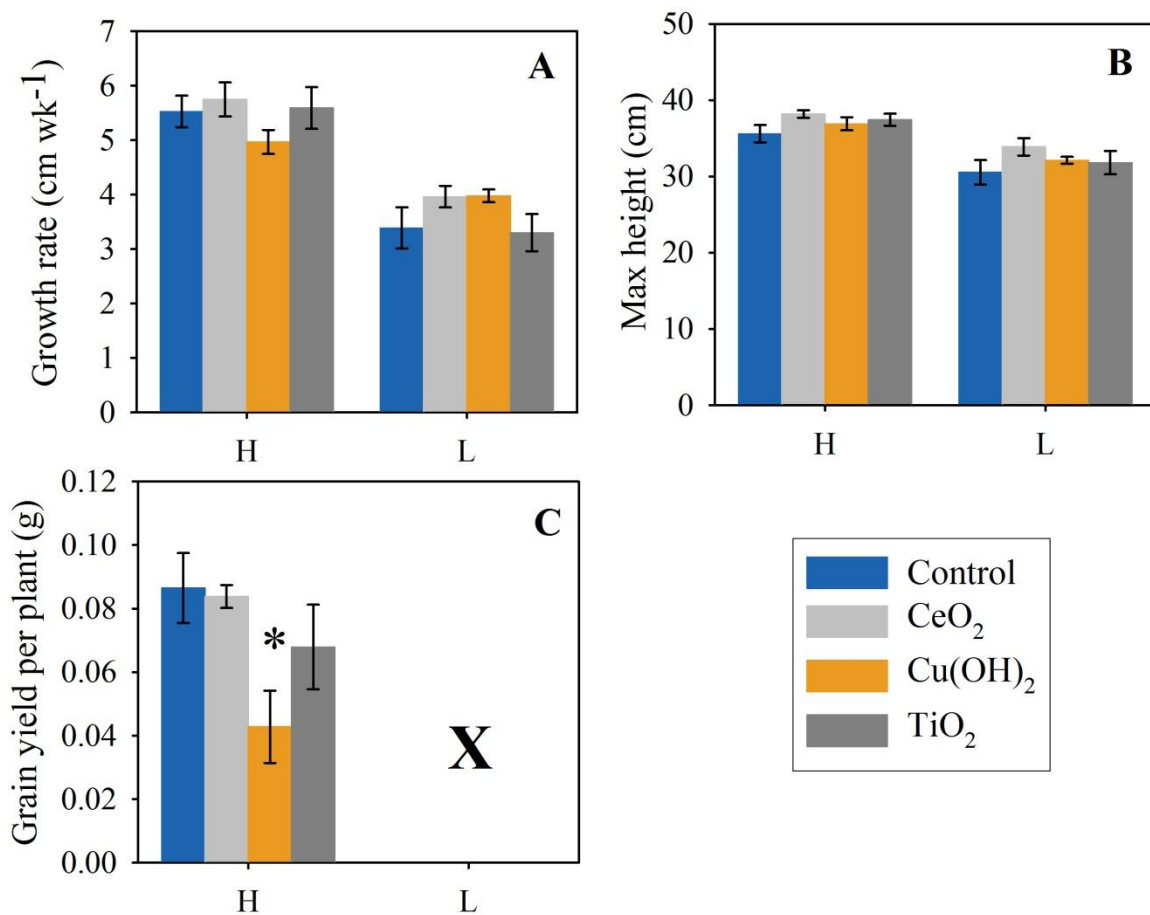 A
Growth rate (cm wk⁻¹)
7
6
5
4
3
2
1
0
H L
B
Max height (cm)
50
40
30
20
10
0
H L
C
Grain yield per plant (g)
0.12
0.10
0.08
0.06
0.04
0.02
0.00
*
X
H L
Control
CeO₂
Cu(OH)₂
TiO₂